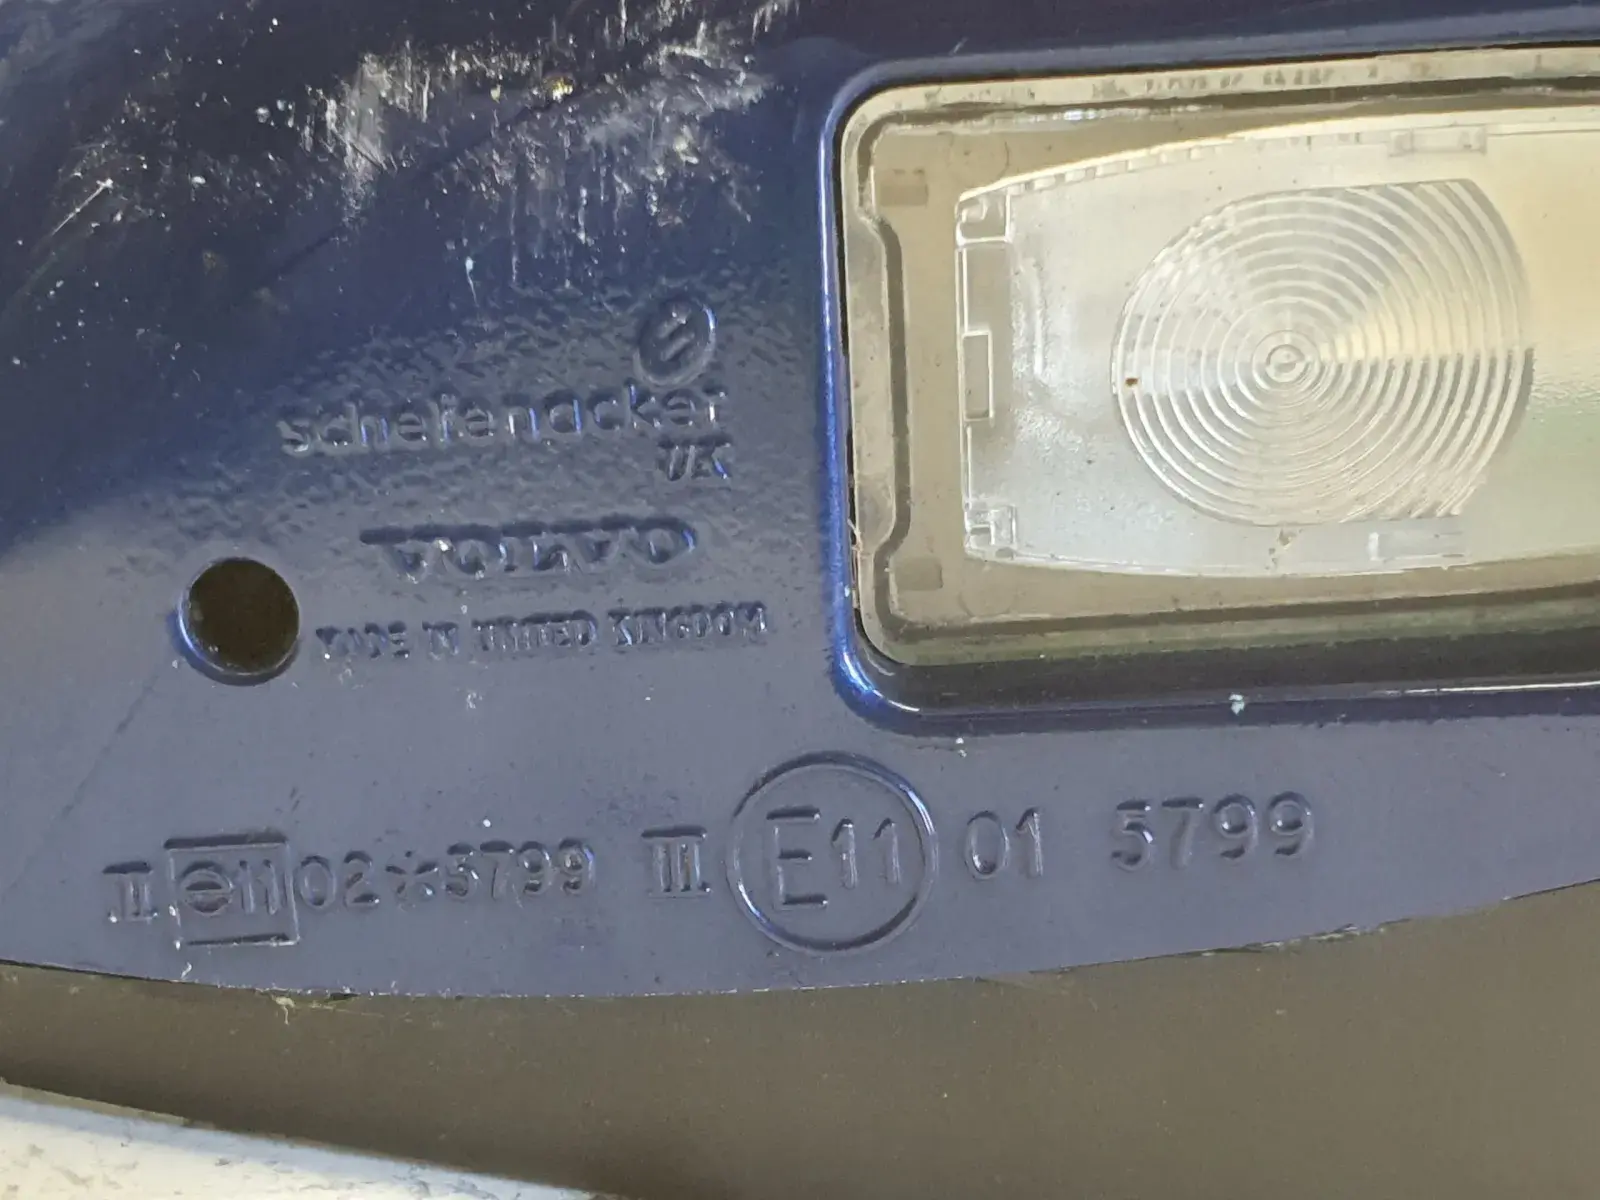 Schefenacker
UK
VOLVO
MADE IN UNITED KINGDOM
II e11 02*5799 III E11 01 5799